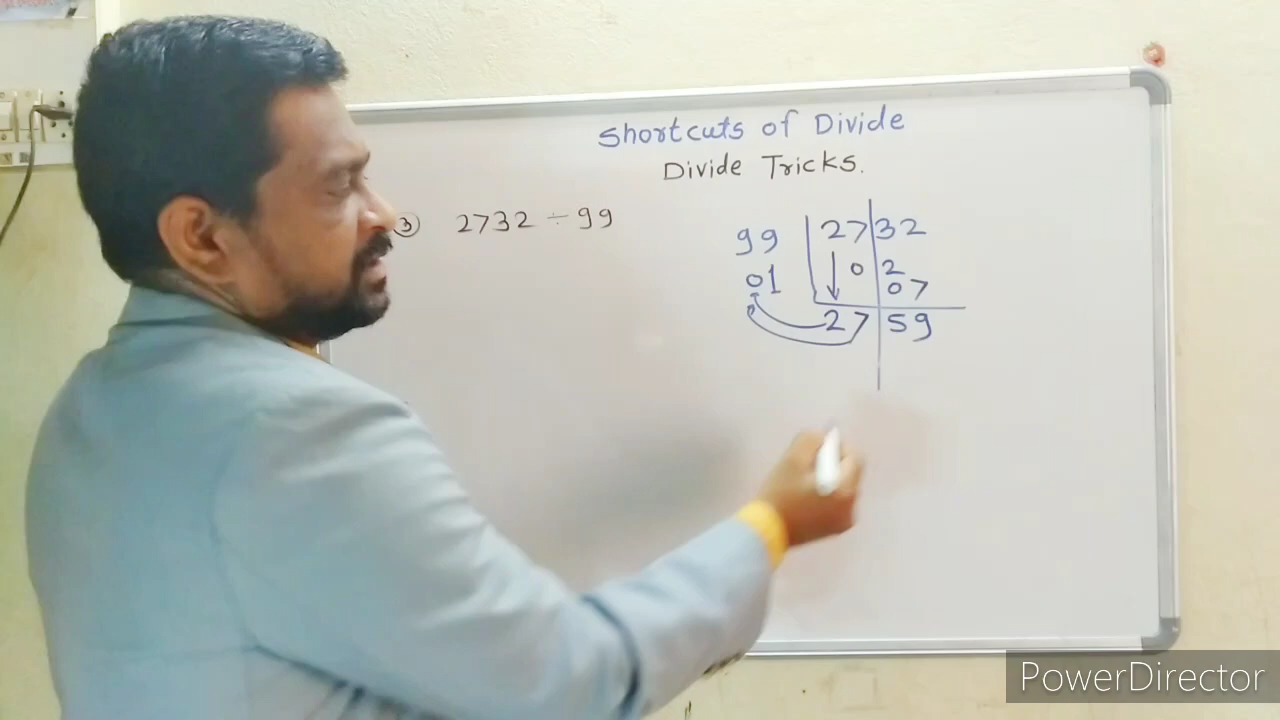 Shortcuts of Divide
Divide Tricks.
3 2732 ÷ 99
99 27 32
01 0 2
07
27 59
PowerDirector